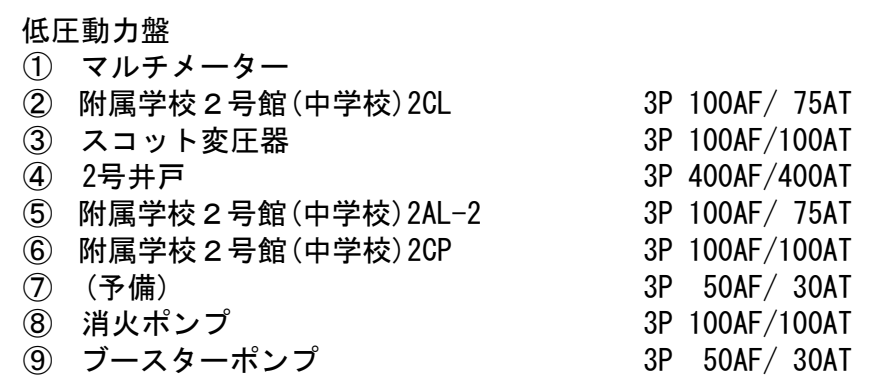 低圧動力盤
① マルチメーター
② 附属学校２号館(中学校)2CL 3P 100AF/ 75AT
③ スコット変圧器 3P 100AF/100AT
④ 2号井戸 3P 400AF/400AT
⑤ 附属学校２号館(中学校)2AL-2 3P 100AF/ 75AT
⑥ 附属学校２号館(中学校)2CP 3P 100AF/100AT
⑦ (予備) 3P 50AF/ 30AT
⑧ 消火ポンプ 3P 100AF/100AT
⑨ ブースターポンプ 3P 50AF/ 30AT